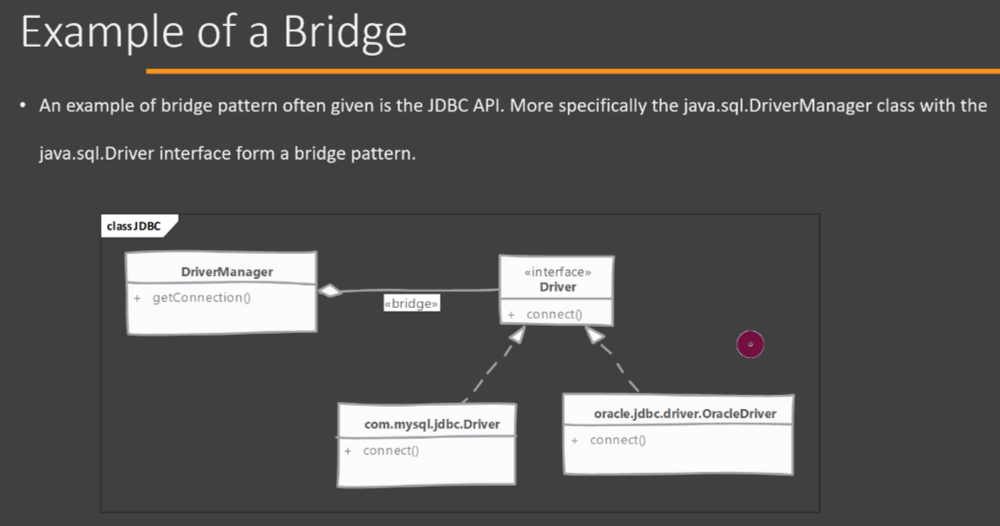 Example of a Bridge
• An example of bridge pattern often given is the JDBC API. More specifically the java.sql.DriverManager class with the
java.sql.Driver interface form a bridge pattern.
class JDBC
DriverManager
+ getConnection()
«bridge»
«interface»
Driver
+ connect()
com.mysql.jdbc.Driver
+ connect()
oracle.jdbc.driver.OracleDriver
+ connect()